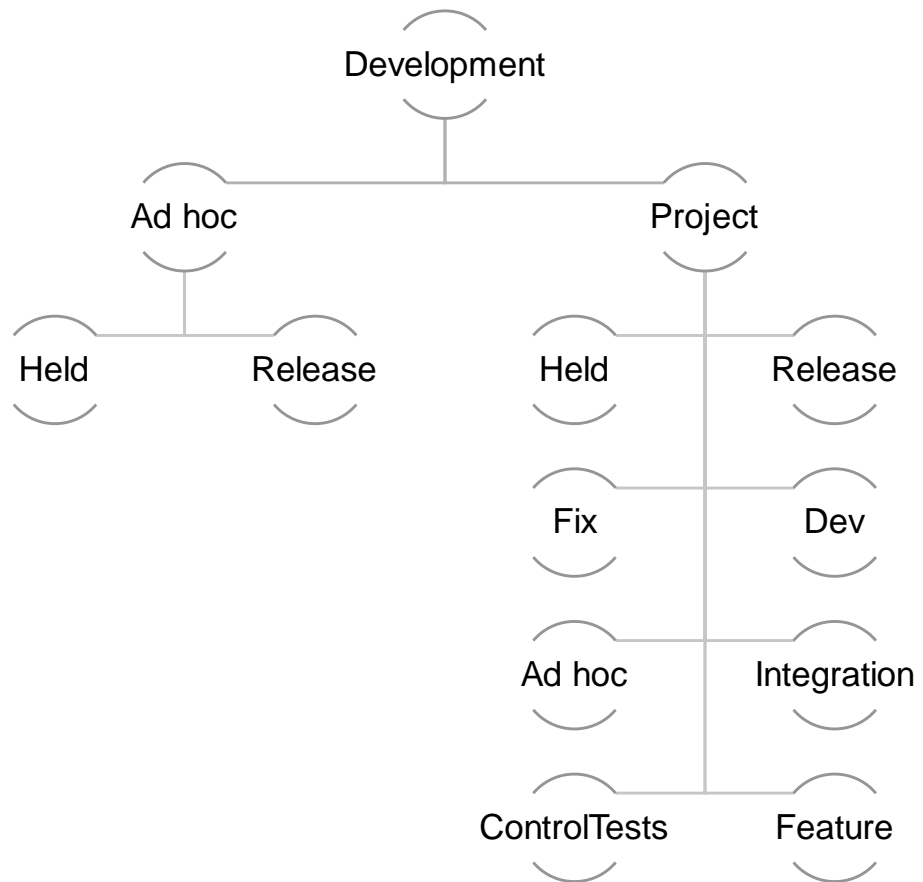 Development
Ad hoc
Project
Held
Release
Held
Release
Fix
Dev
Ad hoc
Integration
ControlTests
Feature